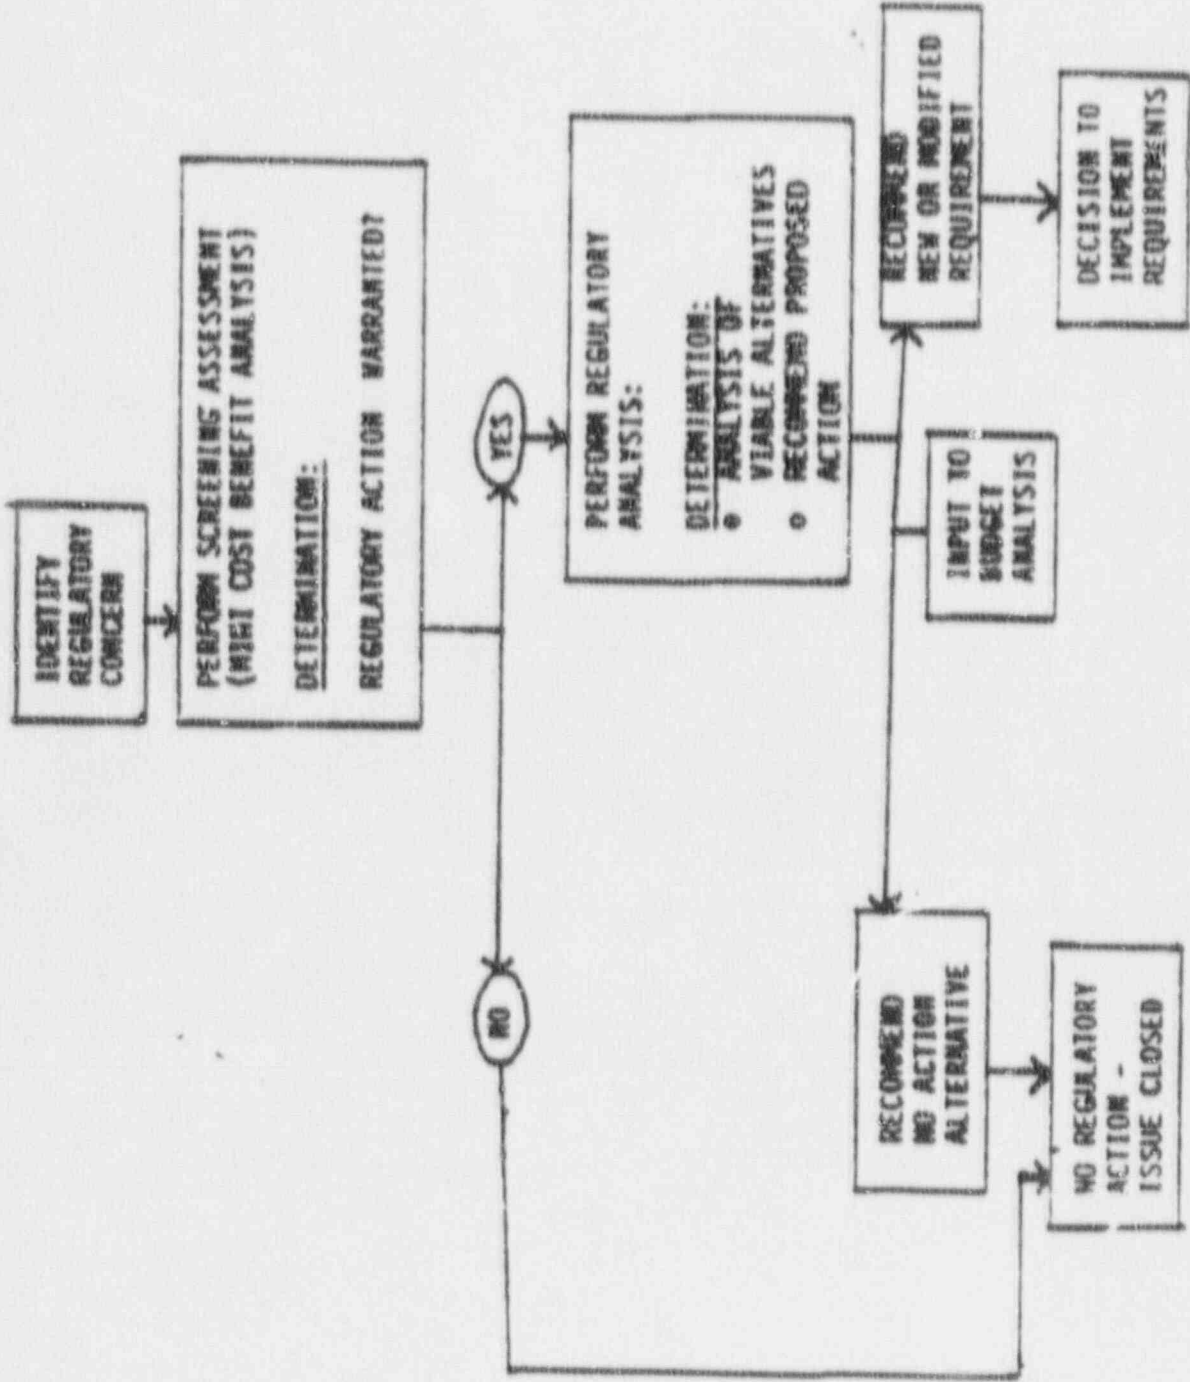 IDENTIFY
REGULATORY
CONCERN
PERFORM SCREENING ASSESSMENT
(MINI COST BENEFIT ANALYSIS)
DETERMINATION:
REGULATORY ACTION WARRANTED?
NO
YES
PERFORM REGULATORY
ANALYSIS:
DETERMINATION:
● ANALYSIS OF
VIABLE ALTERNATIVES
○ RECOMMEND PROPOSED
ACTION
RECOMMEND
NO ACTION
ALTERNATIVE
INPUT TO
BUDGET
ANALYSIS
RECOMMEND
NEW OR MODIFIED
REQUIREMENT
NO REGULATORY
ACTION -
ISSUE CLOSED
DECISION TO
IMPLEMENT
REQUIREMENTS